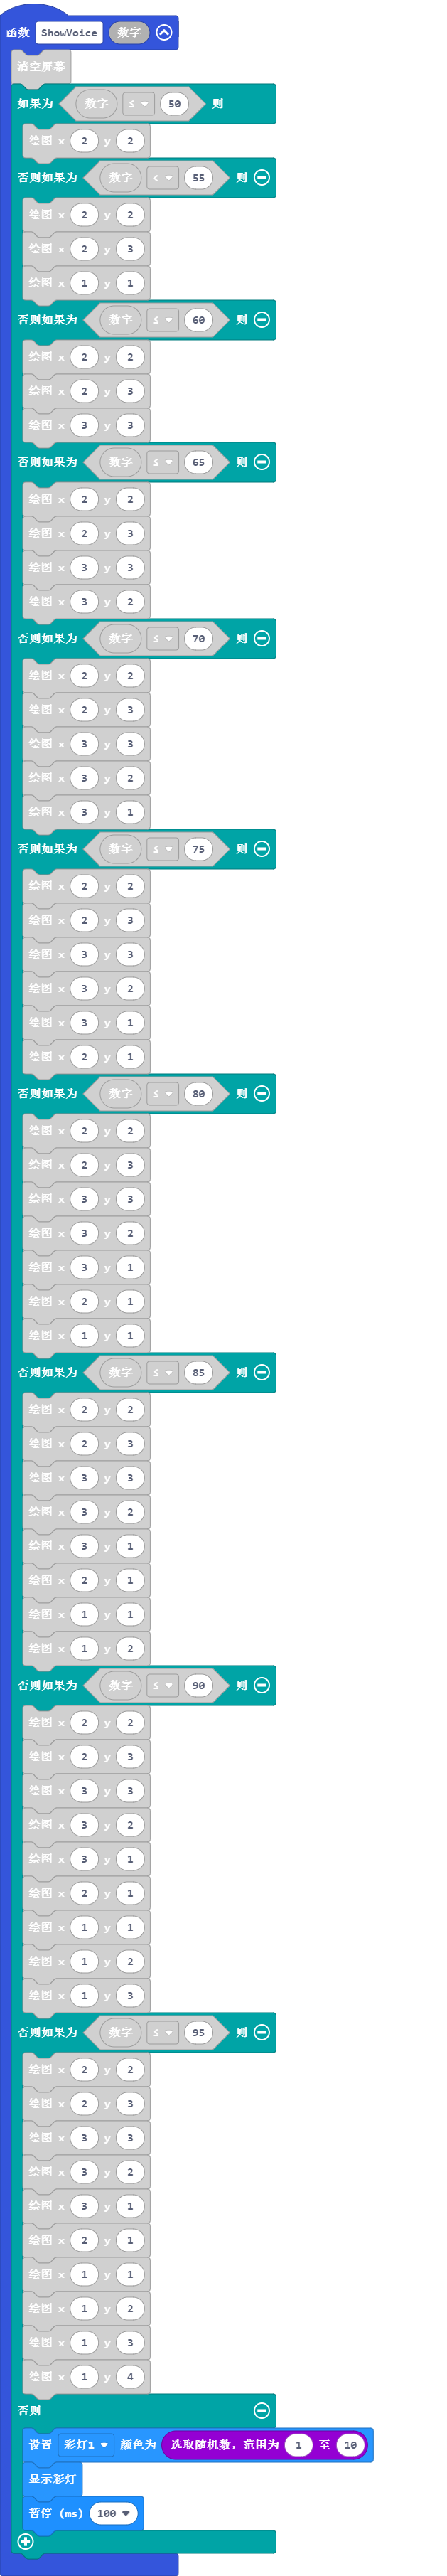 函数 ShowVoice 数字
清空屏幕
如果为 数字 ≤ 50 则
绘图 x 2 y 2
否则如果为 数字 < 55 则
绘图 x 2 y 2
绘图 x 2 y 3
绘图 x 1 y 1
否则如果为 数字 ≤ 60 则
绘图 x 2 y 2
绘图 x 2 y 3
绘图 x 3 y 3
否则如果为 数字 ≤ 65 则
绘图 x 2 y 2
绘图 x 2 y 3
绘图 x 3 y 3
绘图 x 3 y 2
否则如果为 数字 ≤ 70 则
绘图 x 2 y 2
绘图 x 2 y 3
绘图 x 3 y 3
绘图 x 3 y 2
绘图 x 3 y 1
否则如果为 数字 ≤ 75 则
绘图 x 2 y 2
绘图 x 2 y 3
绘图 x 3 y 3
绘图 x 3 y 2
绘图 x 3 y 1
绘图 x 2 y 1
否则如果为 数字 ≤ 80 则
绘图 x 2 y 2
绘图 x 2 y 3
绘图 x 3 y 3
绘图 x 3 y 2
绘图 x 3 y 1
绘图 x 2 y 1
绘图 x 1 y 1
否则如果为 数字 ≤ 85 则
绘图 x 2 y 2
绘图 x 2 y 3
绘图 x 3 y 3
绘图 x 3 y 2
绘图 x 3 y 1
绘图 x 2 y 1
绘图 x 1 y 1
绘图 x 1 y 2
否则如果为 数字 ≤ 90 则
绘图 x 2 y 2
绘图 x 2 y 3
绘图 x 3 y 3
绘图 x 3 y 2
绘图 x 3 y 1
绘图 x 2 y 1
绘图 x 1 y 1
绘图 x 1 y 2
绘图 x 1 y 3
否则如果为 数字 ≤ 95 则
绘图 x 2 y 2
绘图 x 2 y 3
绘图 x 3 y 3
绘图 x 3 y 2
绘图 x 3 y 1
绘图 x 2 y 1
绘图 x 1 y 1
绘图 x 1 y 2
绘图 x 1 y 3
绘图 x 1 y 4
否则
设置 彩灯1 颜色为 选取随机数，范围为 1 至 10
显示彩灯
暂停 (ms) 100